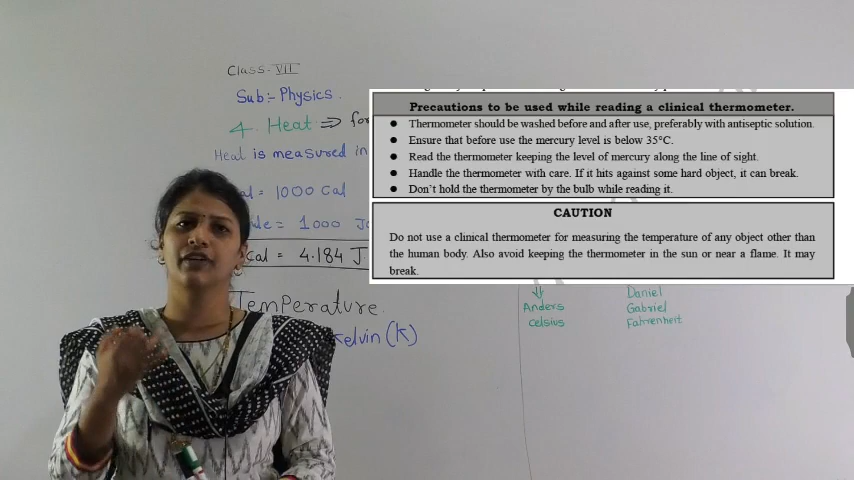 Class-VII
Sub:- Physics.
4. Heat ⇒ for
Heat is measured in
al = 1000 Cal
le = 1000 Jo
cal = 4.184 J.
Temperature.
Kelvin (K)
Precautions to be used while reading a clinical thermometer.
● Thermometer should be washed before and after use, preferably with antiseptic solution.
● Ensure that before use the mercury level is below 35°C.
● Read the thermometer keeping the level of mercury along the line of sight.
● Handle the thermometer with care. If it hits against some hard object, it can break.
● Don't hold the thermometer by the bulb while reading it.
CAUTION
Do not use a clinical thermometer for measuring the temperature of any object other than
the human body. Also avoid keeping the thermometer in the sun or near a flame. It may
break.
Anders
Celsius
Daniel
Gabriel
Fahrenheit